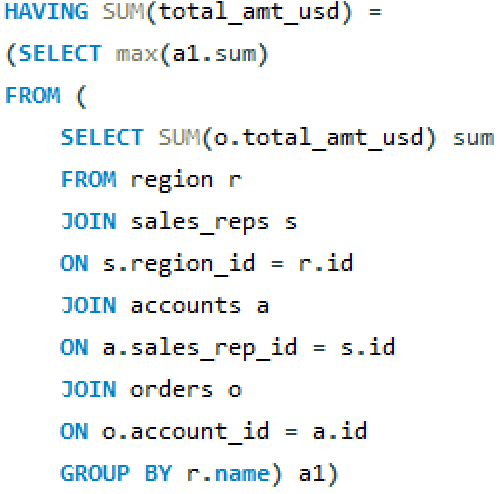 HAVING SUM(total_amt_usd) =
(SELECT max(a1.sum)
FROM (
SELECT SUM(o.total_amt_usd) sum
FROM region r
JOIN sales_reps s
ON s.region_id = r.id
JOIN accounts a
ON a.sales_rep_id = s.id
JOIN orders o
ON o.account_id = a.id
GROUP BY r.name) a1)